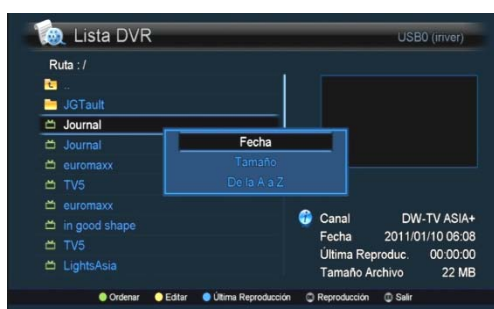 Lista DVR
USB0 (iriver)
Ruta : /
..
JGTault
Journal
Journal
euromaxx
TV5
euromaxx
in good shape
TV5
LightsAsia
Fecha
Tamaño
De la A a Z
Canal DW-TV ASIA+
Fecha 2011/01/10 06:08
Última Reproduc. 00:00:00
Tamaño Archivo 22 MB
Ordenar Editar Última Reproducción Reproducción Salir